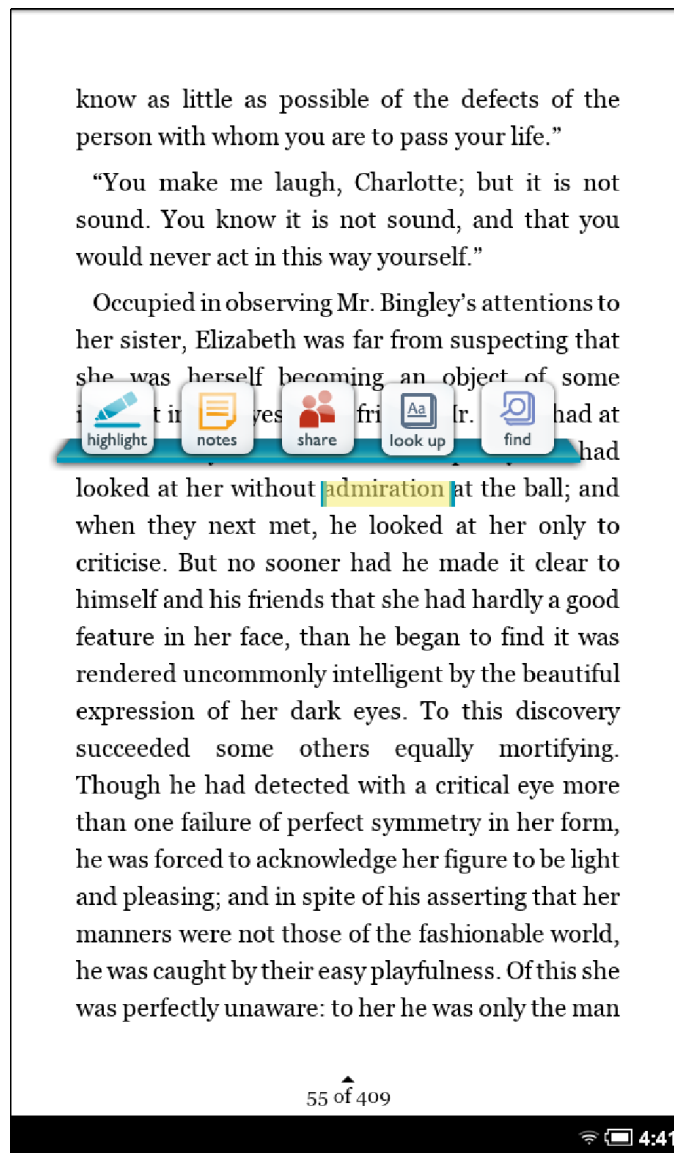 know as little as possible of the defects of the
person with whom you are to pass your life.”
“You make me laugh, Charlotte; but it is not
sound. You know it is not sound, and that you
would never act in this way yourself.”
Occupied in observing Mr. Bingley’s attentions to
her sister, Elizabeth was far from suspecting that
she was herself becoming an object of some
had at
highlight notes share look up find
had
looked at her without admiration at the ball; and
when they next met, he looked at her only to
criticise. But no sooner had he made it clear to
himself and his friends that she had hardly a good
feature in her face, than he began to find it was
rendered uncommonly intelligent by the beautiful
expression of her dark eyes. To this discovery
succeeded some others equally mortifying.
Though he had detected with a critical eye more
than one failure of perfect symmetry in her form,
he was forced to acknowledge her figure to be light
and pleasing; and in spite of his asserting that her
manners were not those of the fashionable world,
he was caught by their easy playfulness. Of this she
was perfectly unaware: to her he was only the man
55 of 409
4:41